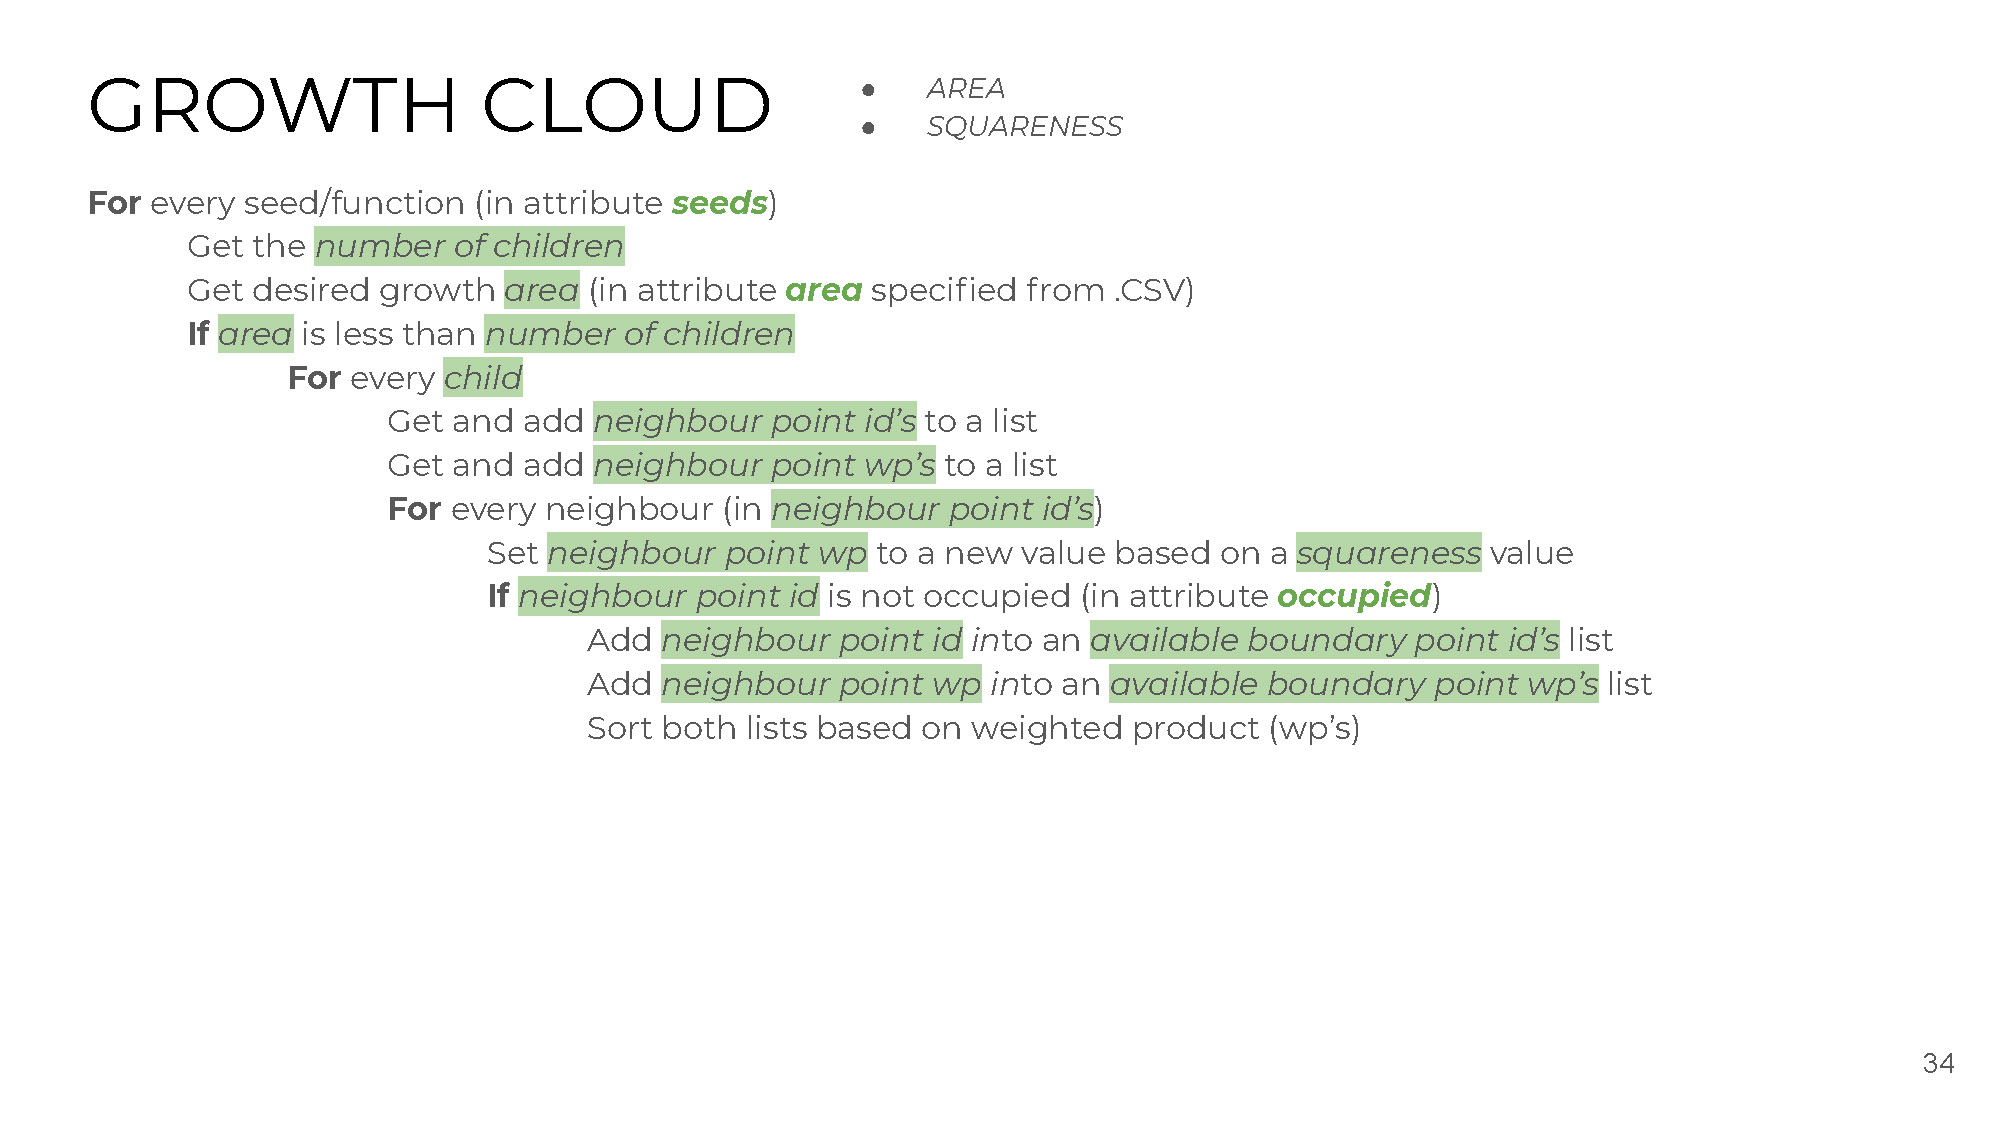 GROWTH CLOUD
● AREA
● SQUARENESS
For every seed/function (in attribute seeds)
Get the number of children
Get desired growth area (in attribute area specified from .CSV)
If area is less than number of children
For every child
Get and add neighbour point id’s to a list
Get and add neighbour point wp’s to a list
For every neighbour (in neighbour point id’s)
Set neighbour point wp to a new value based on a squareness value
If neighbour point id is not occupied (in attribute occupied)
Add neighbour point id into an available boundary point id’s list
Add neighbour point wp into an available boundary point wp’s list
Sort both lists based on weighted product (wp’s)
34